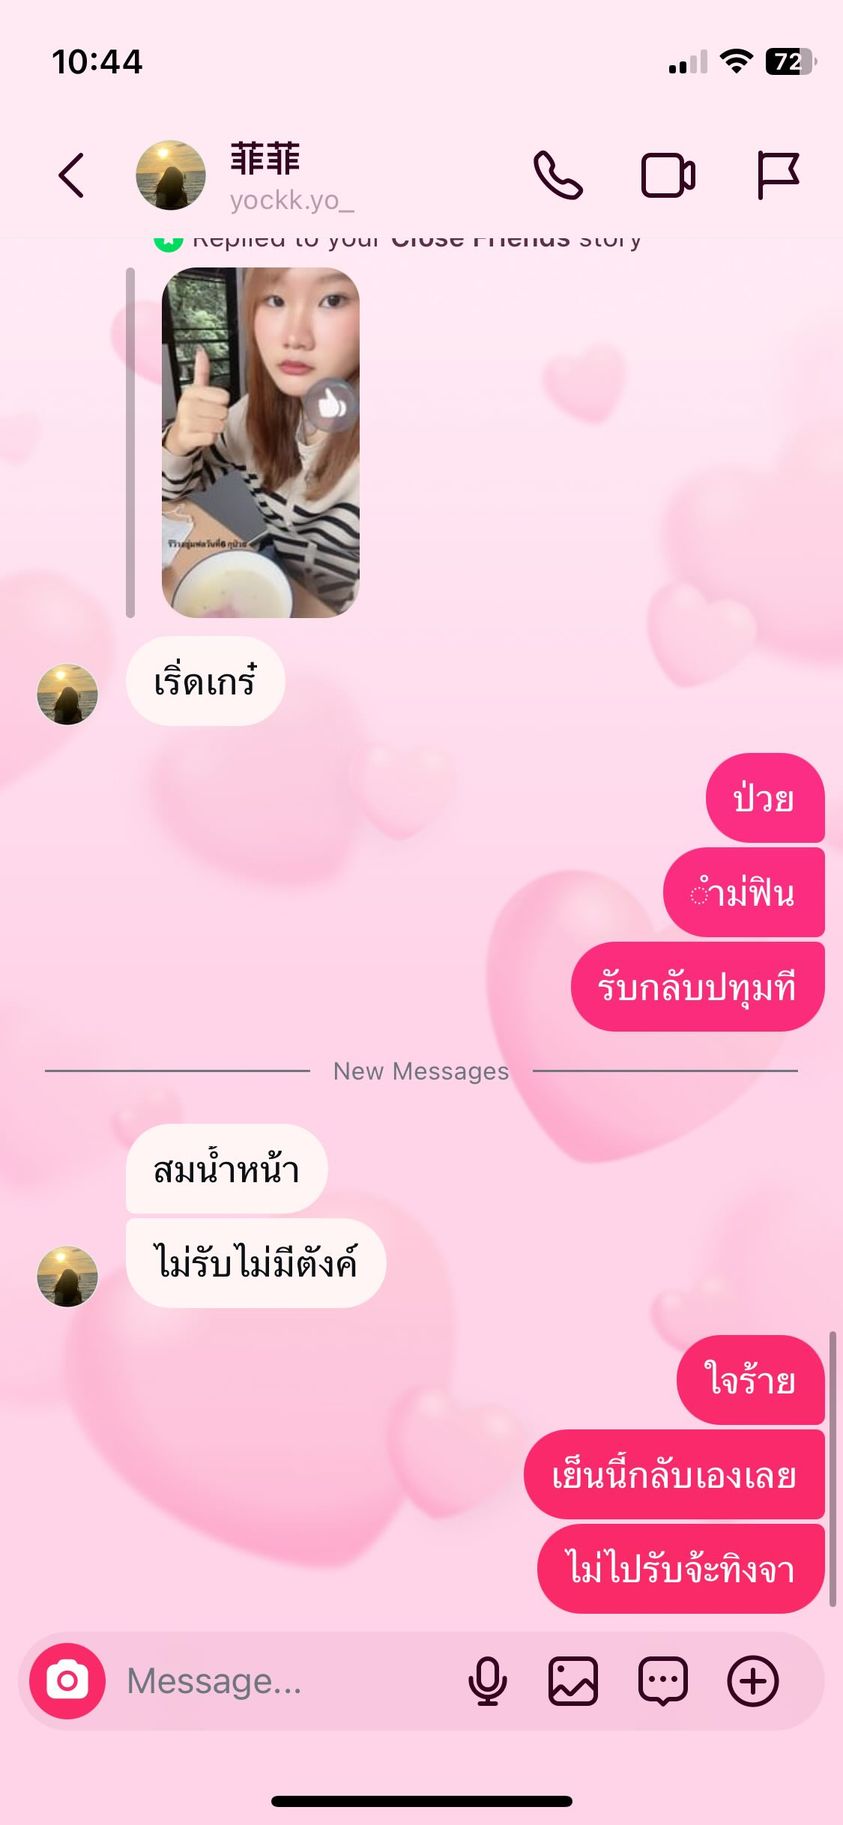 10:44
72
菲菲
yockk.yo_
Replied to your Close Friends story
เริ่ดเกร๋
ป่วย
ำม่ฟิน
รับกลับปทุมที
New Messages
สมน้ำหน้า
ไม่รับไม่มีตังค์
ใจร้าย
เย็นนี้กลับเองเลย
ไม่ไปรับจ้ะทิงจา
Message...